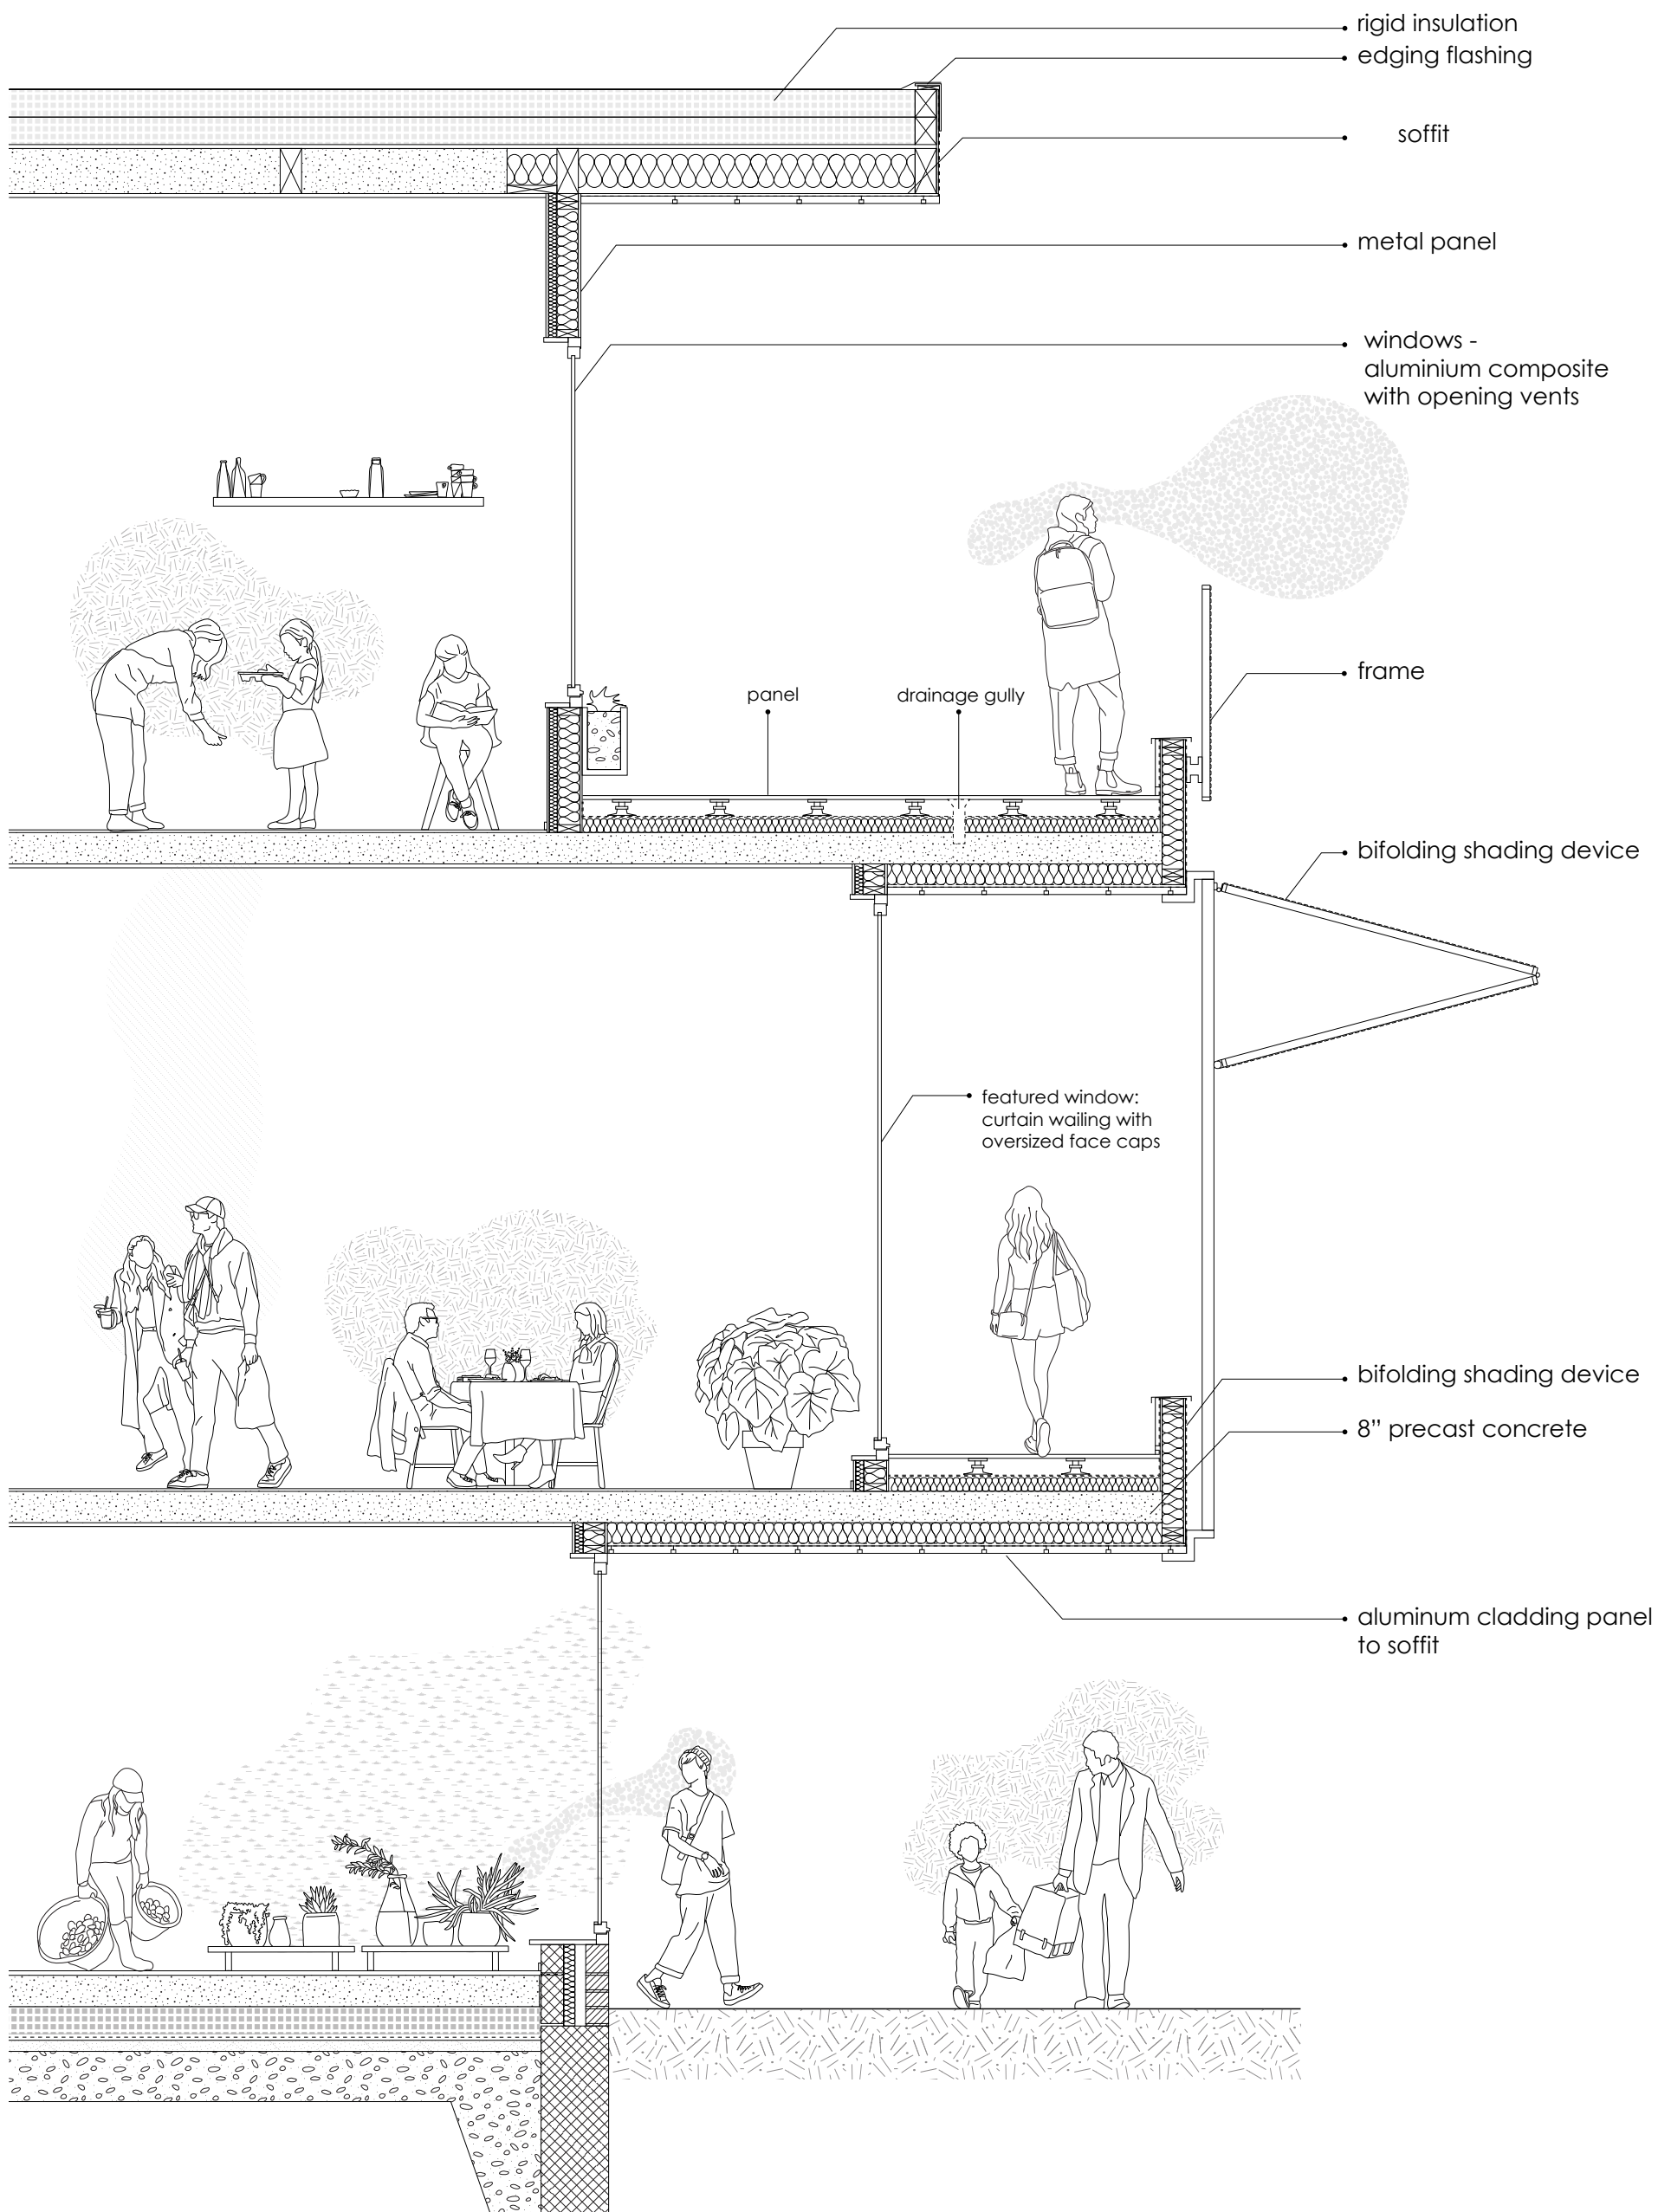 rigid insulation
edging flashing
soffit
metal panel
windows -
aluminium composite
with opening vents
frame
panel
drainage gully
bifolding shading device
featured window:
curtain wailing with
oversized face caps
bifolding shading device
8” precast concrete
aluminum cladding panel
to soffit